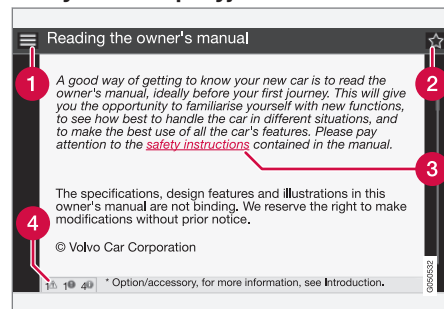 Reading the owner's manual
1
2
A good way of getting to know your new car is to read the
owner's manual, ideally before your first journey. This will give
you the opportunity to familiarise yourself with new functions,
to see how best to handle the car in different situations, and
to make the best use of all the car's features. Please pay
attention to the safety instructions contained in the manual.
3
The specifications, design features and illustrations in this
owner's manual are not binding. We reserve the right to make
modifications without prior notice.
4
© Volvo Car Corporation
1 1 4 * Option/accessory, for more information, see Introduction.
G050532